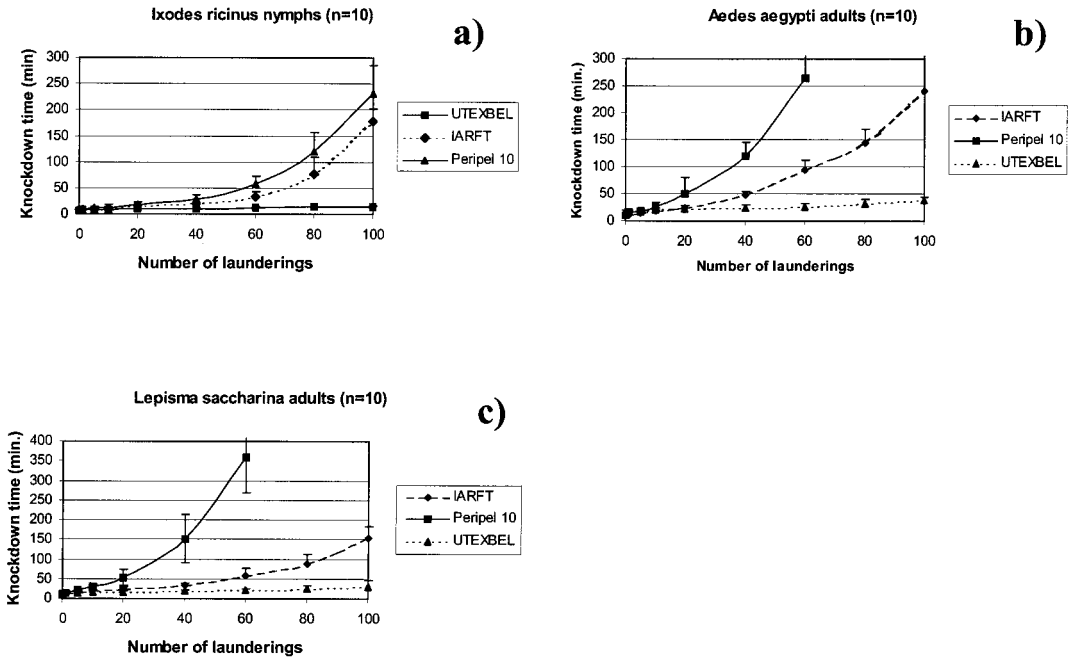 Ixodes ricinus nymphs (n=10)
a)
Knockdown time (min)
300
250
200
150
100
50
0
0 20 40 60 80 100
Number of launderings
UTEXBEL
IARFT
Peripel 10
Aedes aegypti adults (n=10)
b)
Knockdown time (min.)
300
250
200
150
100
50
0
0 20 40 60 80 100
Number of launderings
IARFT
Peripel 10
UTEXBEL
Lepisma saccharina adults (n=10)
c)
Knockdown time (min.)
400
350
300
250
200
150
100
50
0
0 20 40 60 80 100
Number of launderings
IARFT
Peripel 10
UTEXBEL